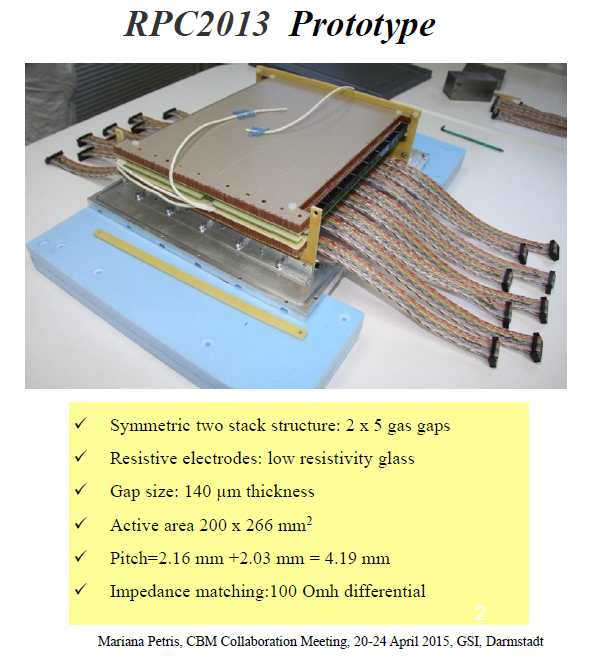 RPC2013 Prototype
✓ Symmetric two stack structure: 2 x 5 gas gaps
✓ Resistive electrodes: low resistivity glass
✓ Gap size: 140 µm thickness
✓ Active area 200 x 266 mm²
✓ Pitch=2.16 mm +2.03 mm = 4.19 mm
✓ Impedance matching:100 Omh differential
2
Mariana Petris, CBM Collaboration Meeting, 20-24 April 2015, GSI, Darmstadt